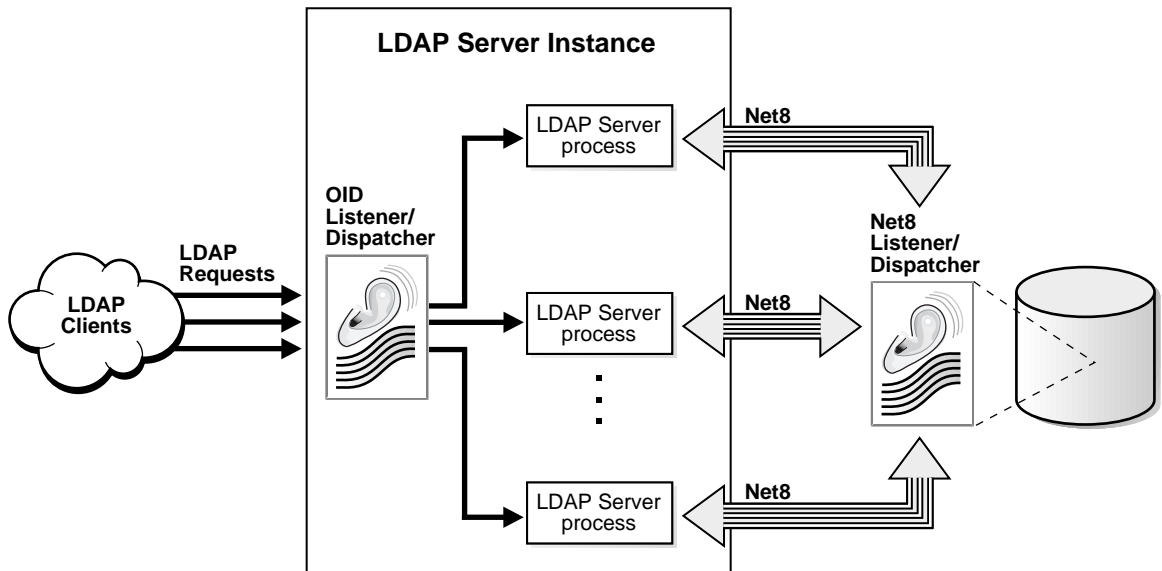 LDAP Server Instance
LDAP
Clients
LDAP
Requests
OID
Listener/
Dispatcher
LDAP Server
process
LDAP Server
process
LDAP Server
process
Net8
Net8
Net8
Net8
Listener/
Dispatcher